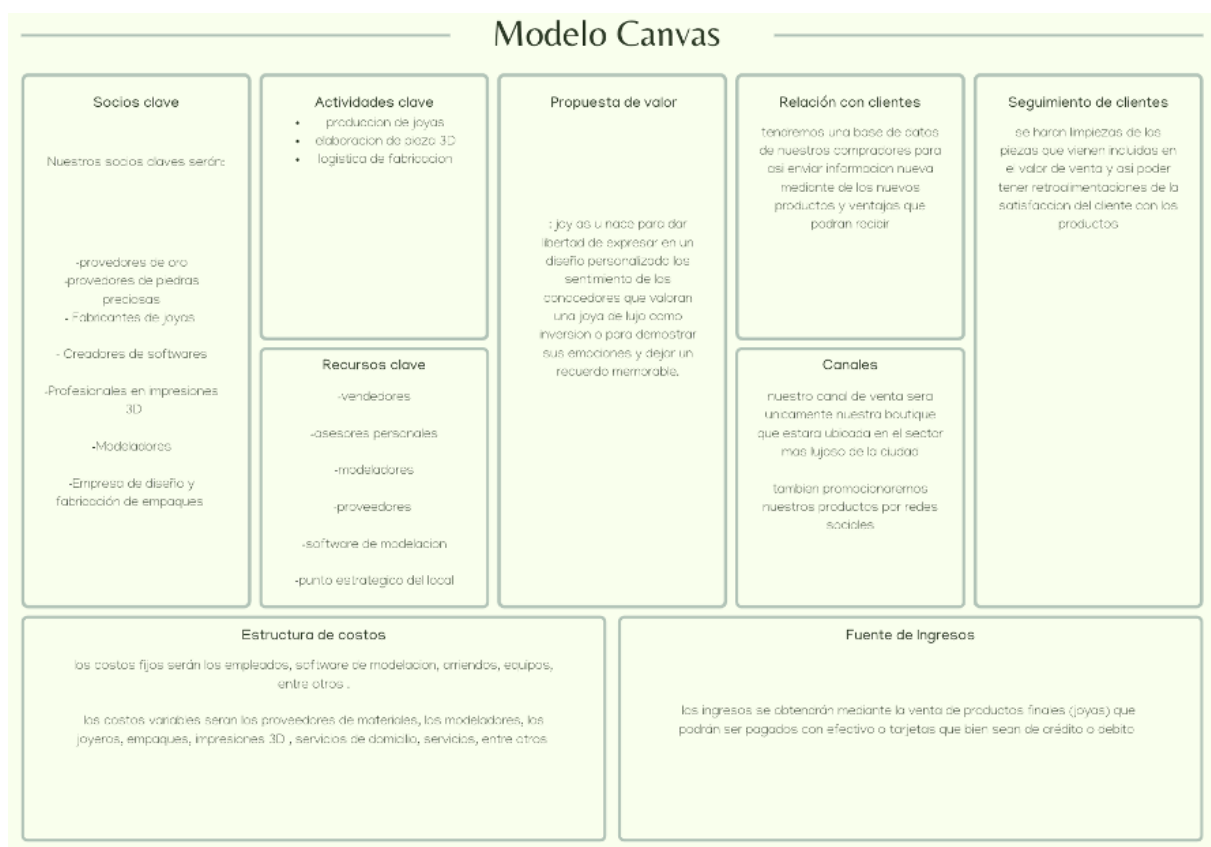 Modelo Canvas
Socios clave
Nuestros socios claves serán:
-provedores de oro
-provedores de piedras
preciosas
- Fabricantes de joyas
- Creadores de softwares
-Profesionales en impresiones
3D
-Modeladores
-Empresa de diseño y
fabricación de empaques
Actividades clave
• produccion de joyas
• elaboracion de pieza 3D
• logistica de fabricacion
Recursos clave
-vendedores
-asesores personales
-modeladores
-proveedores
-software de modelacion
-punto estrategico del local
Propuesta de valor
: joy as u nace para dar
libertad de expresar en un
diseño personalizado los
sentimiento de los
conocedores que valoran
una joya de lujo como
inversion o para demostrar
sus emociones y dejar un
recuerdo memorable.
Relación con clientes
tendremos una base de datos
de nuestros compradores para
asi enviar informacion nueva
mediante de los nuevos
productos y ventajas que
podran recibir
Canales
nuestro canal de venta sera
unicamente nuestra boutique
que estara ubicada en el sector
mas lujoso de la ciudad
tambien promocionaremos
nuestros productos por redes
sociales
Seguimiento de clientes
se haran limpiezas de las
piezas que vienen incluidas en
el valor de venta y asi poder
tener retroalimentaciones de la
satisfaccion del cliente con los
productos
Estructura de costos
los costos fijos serán los empleados, software de modelacion, arriendos, equipos,
entre otros .
los costos variables seran los proveedores de materiales, los modeladores, los
joyeros, empaques, impresiones 3D , servicios de domicilio, servicios, entre otros
Fuente de Ingresos
los ingresos se obtendrán mediante la venta de productos finales (joyas) que
podrán ser pagados con efectivo o tarjetas que bien sean de crédito o debito